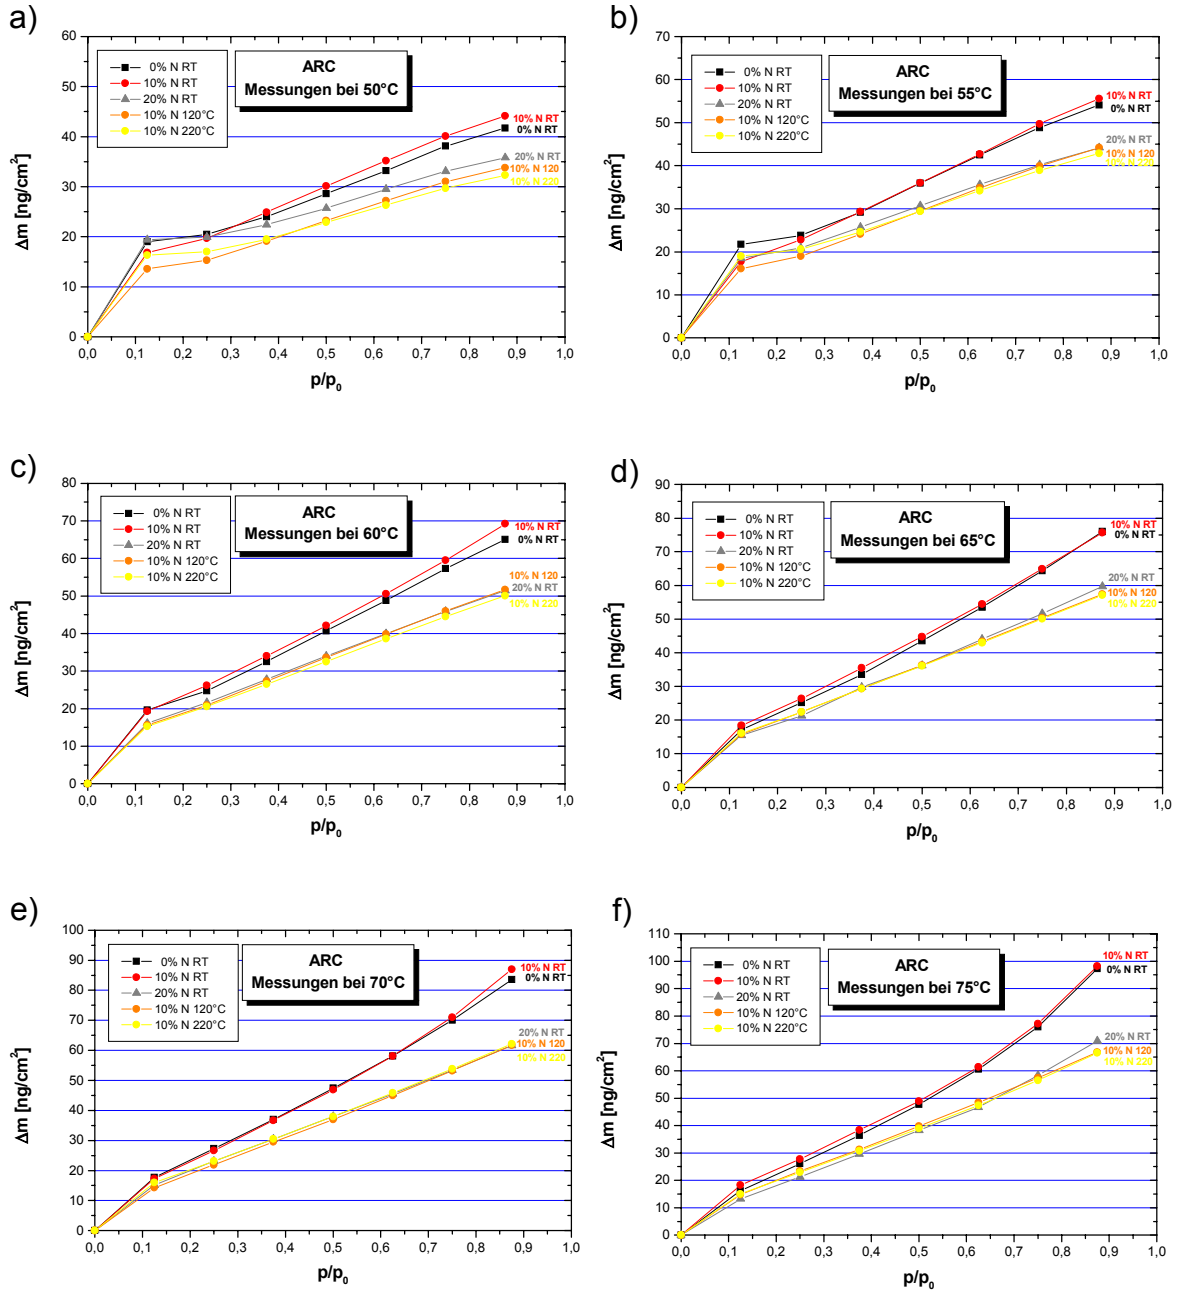 a)
ARC
Messungen bei 50°C
0% N RT
10% N RT
20% N RT
10% N 120°C
10% N 220°C
60
50
40
30
20
10
0
Δm [ng/cm²]
10% N RT
0% N RT
20% N RT
10% N 120
10% N 220
0,0 0,1 0,2 0,3 0,4 0,5 0,6 0,7 0,8 0,9 1,0
p/p₀
b)
ARC
Messungen bei 55°C
0% N RT
10% N RT
20% N RT
10% N 120°C
10% N 220°C
70
60
50
40
30
20
10
0
Δm [ng/cm²]
10% N RT
0% N RT
20% N RT
10% N 120
10% N 220
0,0 0,1 0,2 0,3 0,4 0,5 0,6 0,7 0,8 0,9 1,0
p/p₀
c)
ARC
Messungen bei 60°C
0% N RT
10% N RT
20% N RT
10% N 120°C
10% N 220°C
80
70
60
50
40
30
20
10
0
Δm [ng/cm²]
10% N RT
0% N RT
10% N 120
20% N RT
10% N 220
0,0 0,1 0,2 0,3 0,4 0,5 0,6 0,7 0,8 0,9 1,0
p/p₀
d)
ARC
Messungen bei 65°C
0% N RT
10% N RT
20% N RT
10% N 120°C
10% N 220°C
90
80
70
60
50
40
30
20
10
0
Δm [ng/cm²]
10% N RT
0% N RT
20% N RT
10% N 120
10% N 220
0,0 0,1 0,2 0,3 0,4 0,5 0,6 0,7 0,8 0,9 1,0
p/p₀
e)
ARC
Messungen bei 70°C
0% N RT
10% N RT
20% N RT
10% N 120°C
10% N 220°C
100
90
80
70
60
50
40
30
20
10
0
Δm [ng/cm²]
10% N RT
0% N RT
20% N RT
10% N 120
10% N 220
0,0 0,1 0,2 0,3 0,4 0,5 0,6 0,7 0,8 0,9 1,0
p/p₀
f)
ARC
Messungen bei 75°C
0% N RT
10% N RT
20% N RT
10% N 120°C
10% N 220°C
110
100
90
80
70
60
50
40
30
20
10
0
Δm [ng/cm²]
10% N RT
0% N RT
20% N RT
10% N 120
10% N 220
0,0 0,1 0,2 0,3 0,4 0,5 0,6 0,7 0,8 0,9 1,0
p/p₀